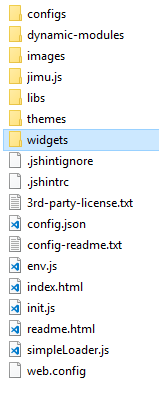 configs
dynamic-modules
images
jimu.js
libs
themes
widgets
.jshintignore
.jshintrc
3rd-party-license.txt
config.json
config-readme.txt
env.js
index.html
init.js
readme.html
simpleLoader.js
web.config